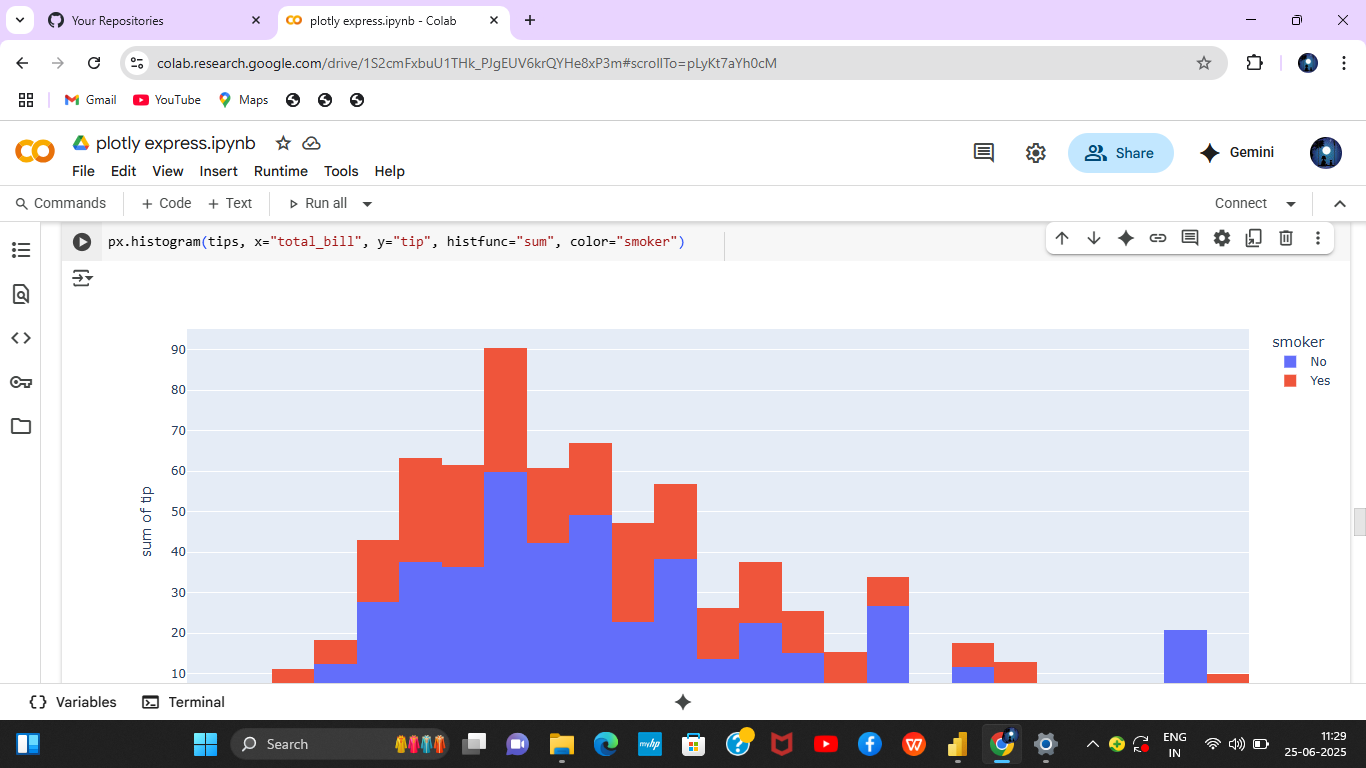 Your Repositories
plotly express.ipynb - Colab
colab.research.google.com/drive/1S2cmFxbuU1THk_PJgEUV6krQYHe8xP3m#scrollTo=pLyKt7aYh0cM
Gmail YouTube Maps
plotly express.ipynb
File Edit View Insert Runtime Tools Help
Share
Gemini
Commands + Code + Text Run all
Connect
px.histogram(tips, x="total_bill", y="tip", histfunc="sum", color="smoker")
90
80
70
60
50
40
30
20
10
sum of tip
smoker
No
Yes
Variables Terminal
Search
myhp
ENG
IN
11:29
25-06-2025